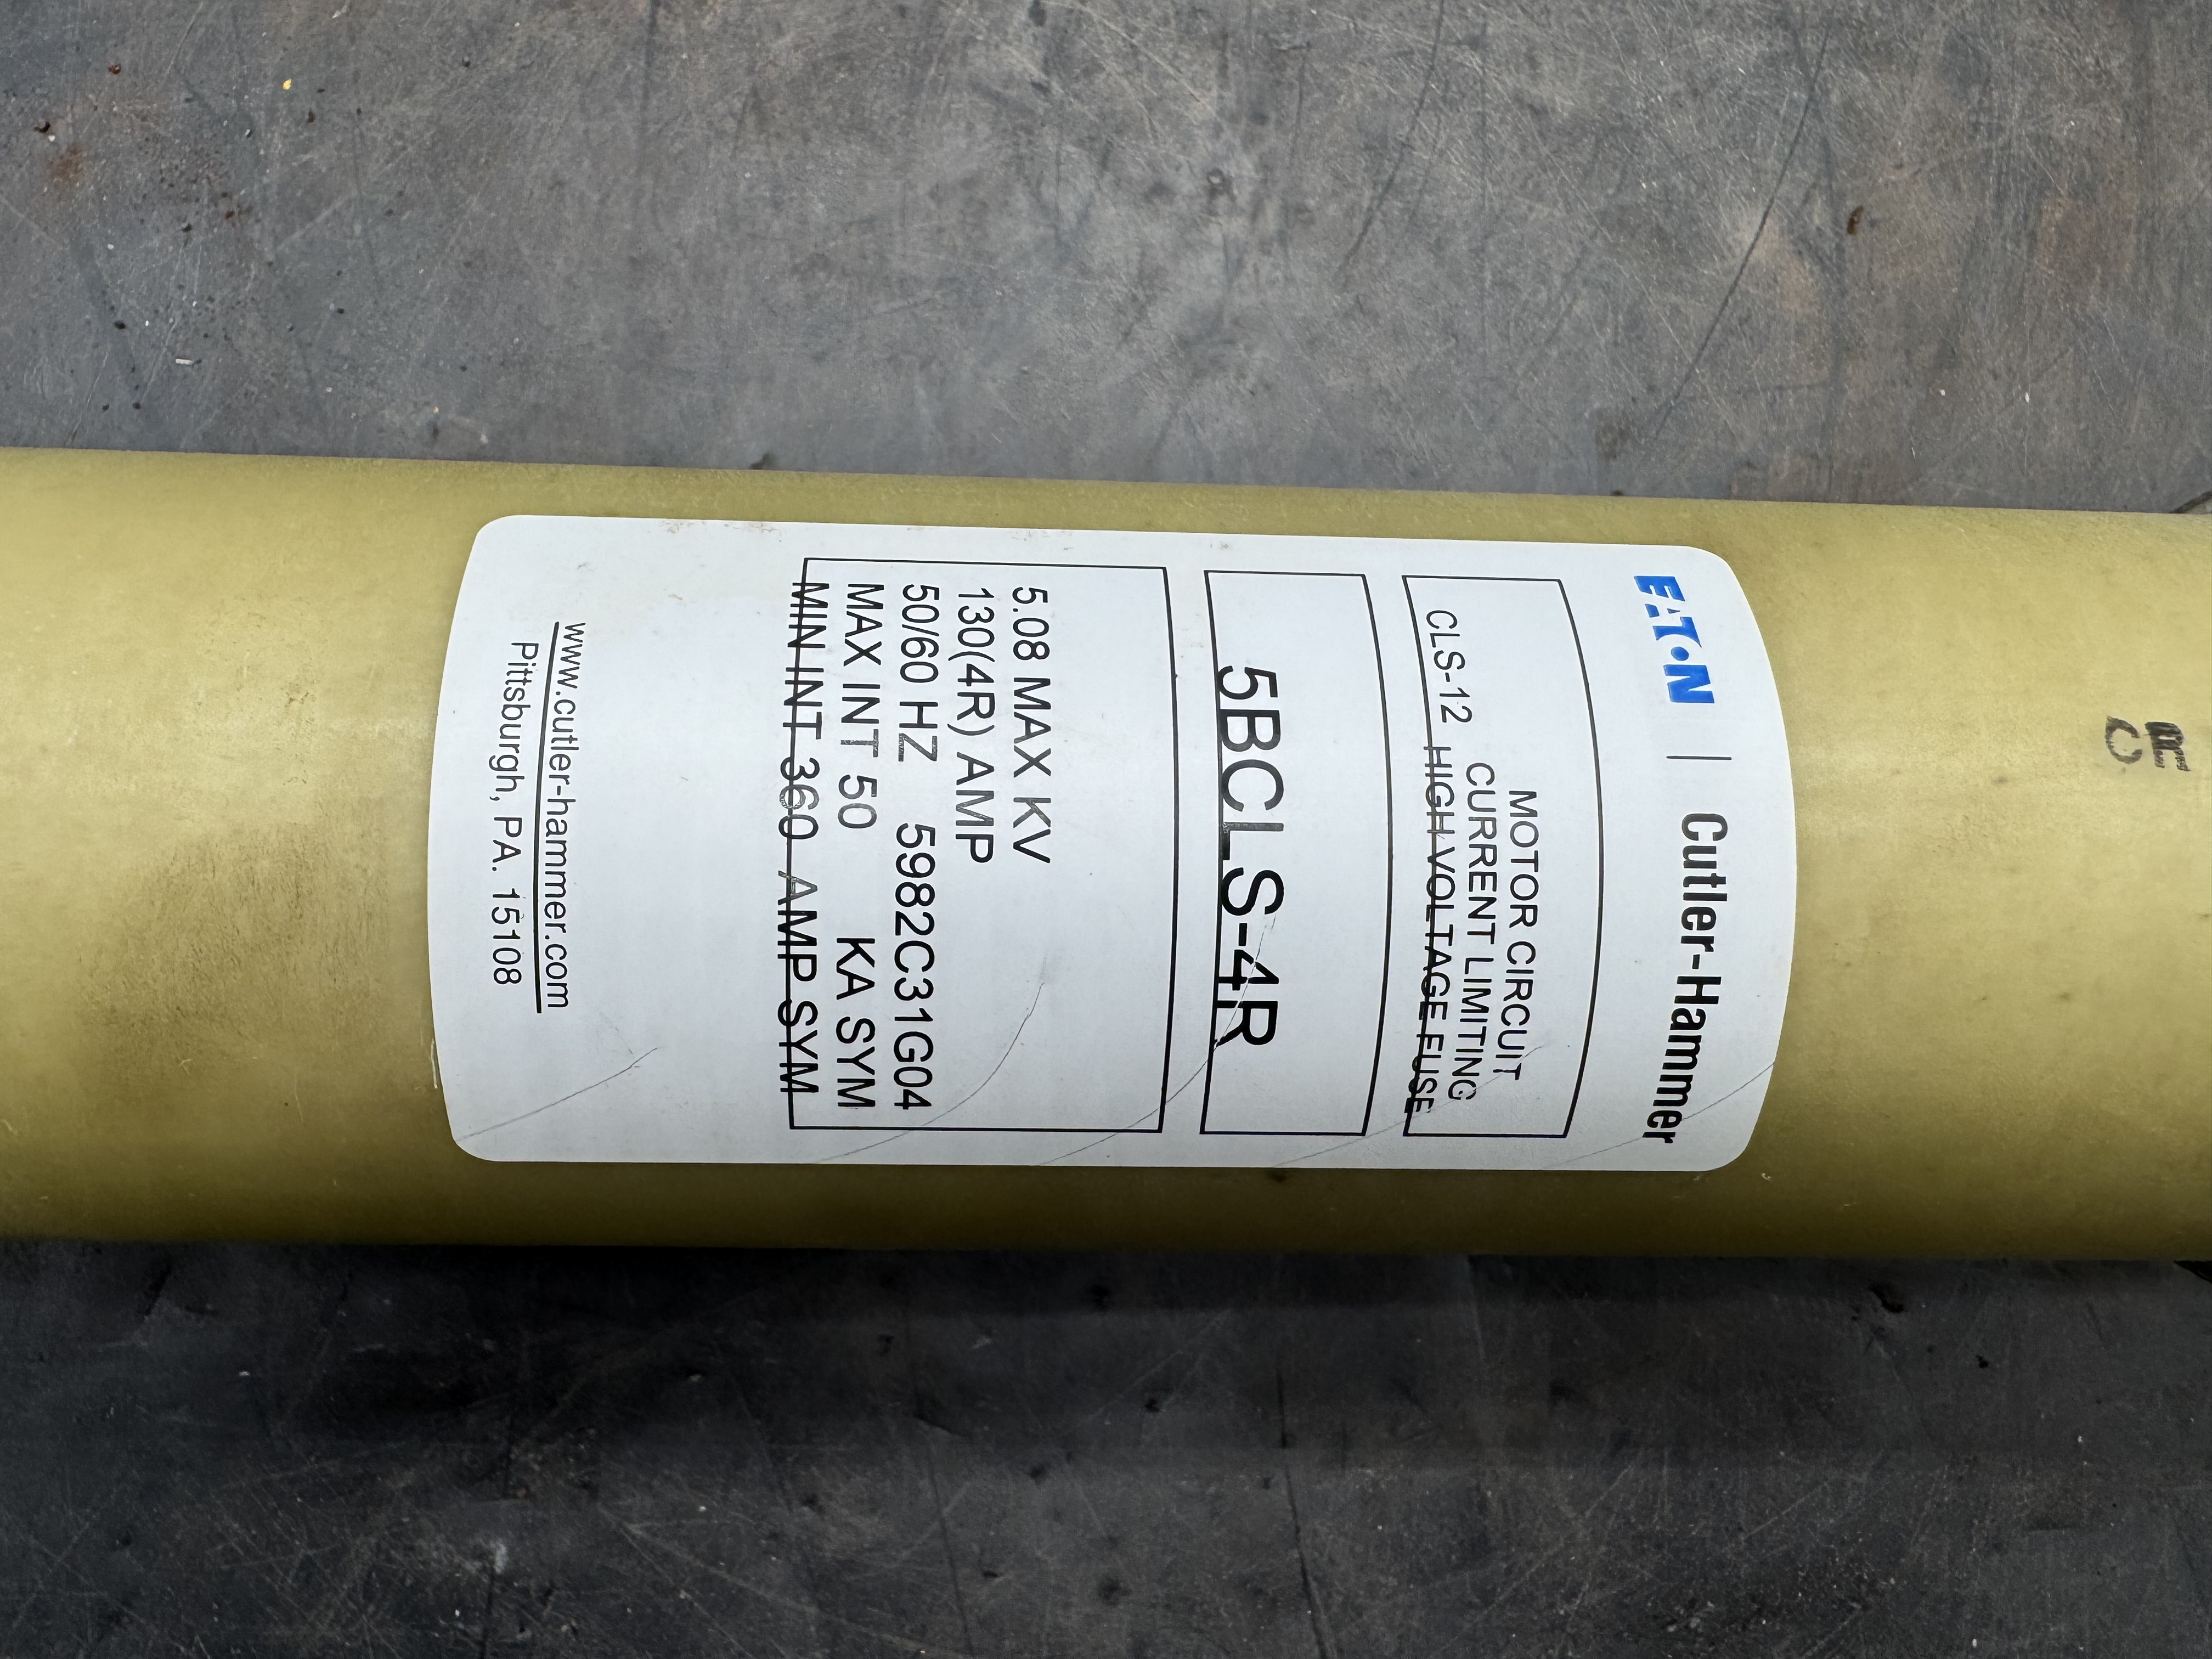 EATON | Cutler-Hammer
MOTOR CIRCUIT
CURRENT LIMITING
CLS-12 HIGH VOLTAGE FUSE
5BCLS-4R
5.08 MAX KV
130(4R) AMP
50/60 HZ 5982C31G04
MAX INT 50 KA SYM
MIN INT 360 AMP SYM
www.cutler-hammer.com
Pittsburgh, PA. 15108